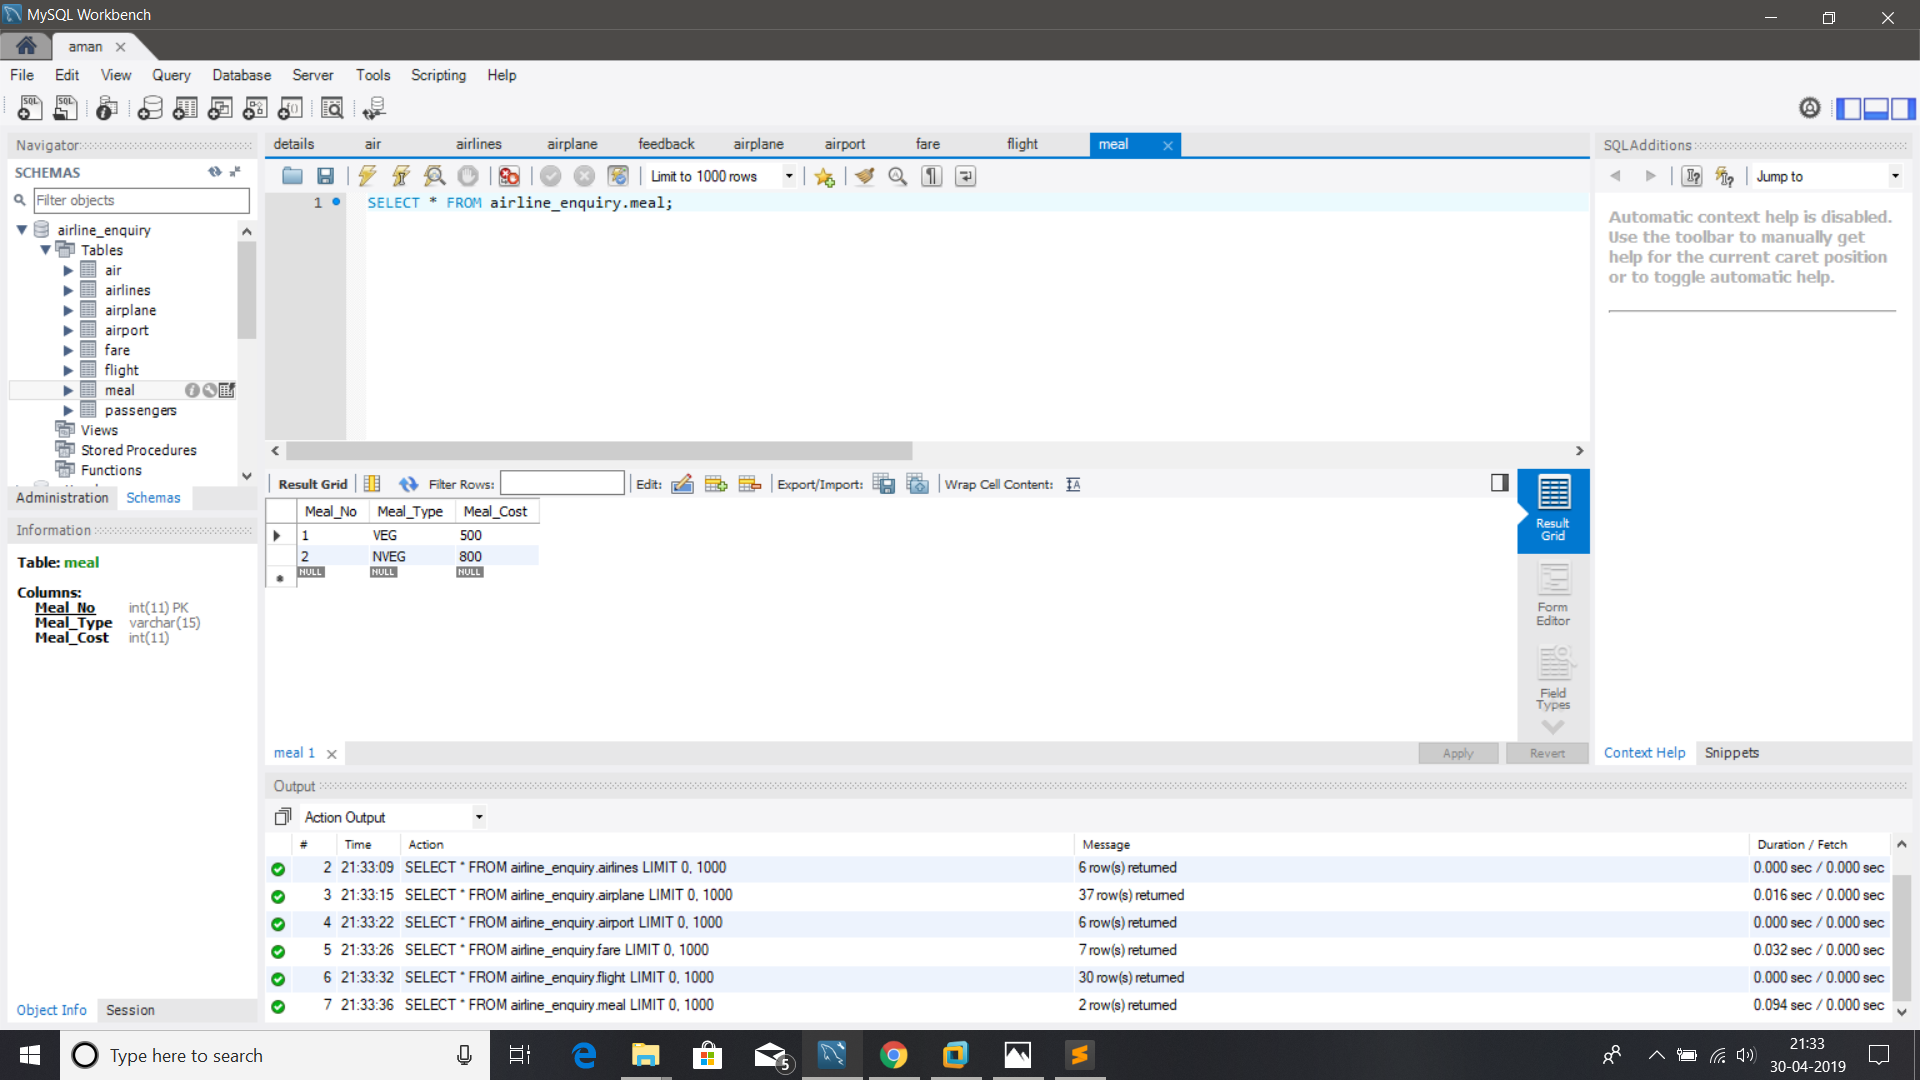 MySQL Workbench
aman
File Edit View Query Database Server Tools Scripting Help
Navigator
SCHEMAS
Filter objects
airline_enquiry
Tables
air
airlines
airplane
airport
fare
flight
meal
passengers
Views
Stored Procedures
Functions
Administration Schemas
Information
Table: meal
Columns:
Meal_No int(11) PK
Meal_Type varchar(15)
Meal_Cost int(11)
Object Info Session
details air airlines airplane feedback airplane airport fare flight meal
Limit to 1000 rows
1 SELECT * FROM airline_enquiry.meal;
Result Grid Filter Rows: Edit: Export/Import: Wrap Cell Content:
Meal_No Meal_Type Meal_Cost
1 VEG 500
2 NVEG 800
NULL NULL NULL
Result Grid
Form Editor
Field Types
meal 1
Apply Revert
SQLAdditions
Jump to
Automatic context help is disabled.
Use the toolbar to manually get
help for the current caret position
or to toggle automatic help.
Context Help Snippets
Output
Action Output
# Time Action Message Duration / Fetch
2 21:33:09 SELECT * FROM airline_enquiry.airlines LIMIT 0, 1000 6 row(s) returned 0.000 sec / 0.000 sec
3 21:33:15 SELECT * FROM airline_enquiry.airplane LIMIT 0, 1000 37 row(s) returned 0.016 sec / 0.000 sec
4 21:33:22 SELECT * FROM airline_enquiry.airport LIMIT 0, 1000 6 row(s) returned 0.000 sec / 0.000 sec
5 21:33:26 SELECT * FROM airline_enquiry.fare LIMIT 0, 1000 7 row(s) returned 0.032 sec / 0.000 sec
6 21:33:32 SELECT * FROM airline_enquiry.flight LIMIT 0, 1000 30 row(s) returned 0.000 sec / 0.000 sec
7 21:33:36 SELECT * FROM airline_enquiry.meal LIMIT 0, 1000 2 row(s) returned 0.094 sec / 0.000 sec
Type here to search
5
21:33
30-04-2019